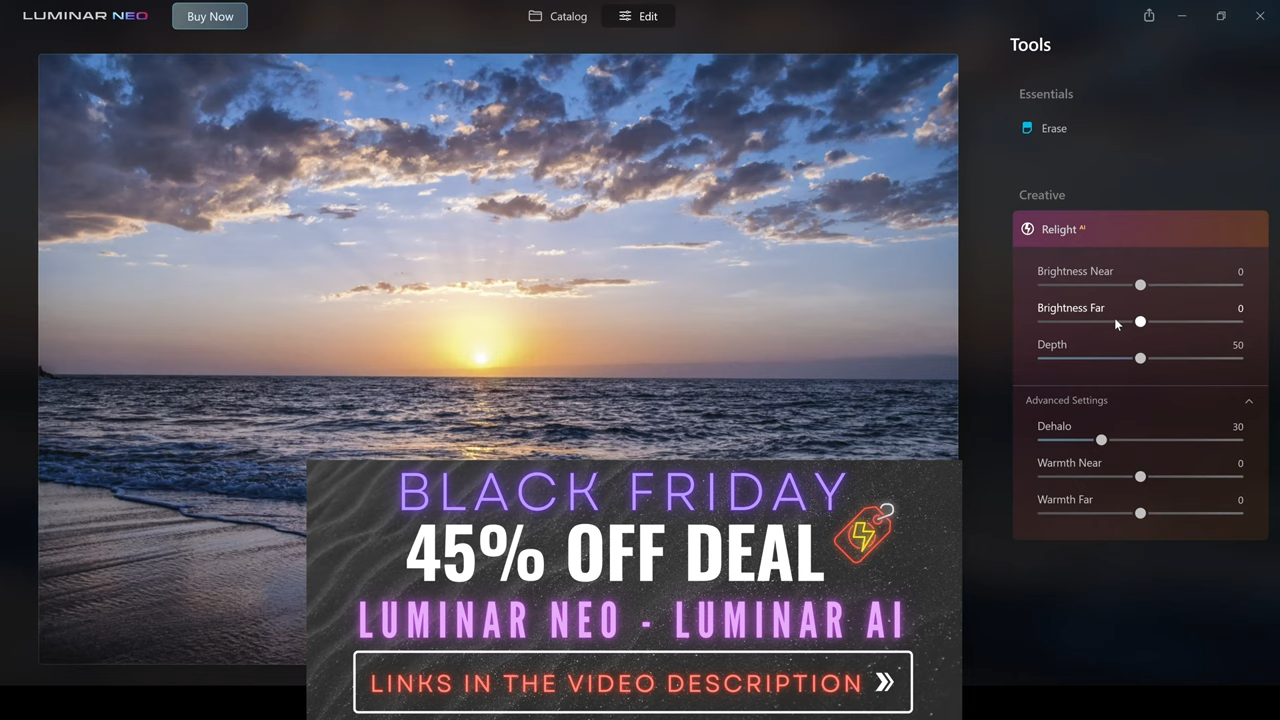 LUMINAR NEO
Buy Now
Catalog
Edit
Tools
Essentials
Erase
Creative
Relight AI
Brightness Near 0
Brightness Far 0
Depth 50
Advanced Settings
Dehalo 30
Warmth Near 0
Warmth Far 0
BLACK FRIDAY
45% OFF DEAL
LUMINAR NEO - LUMINAR AI
LINKS IN THE VIDEO DESCRIPTION »